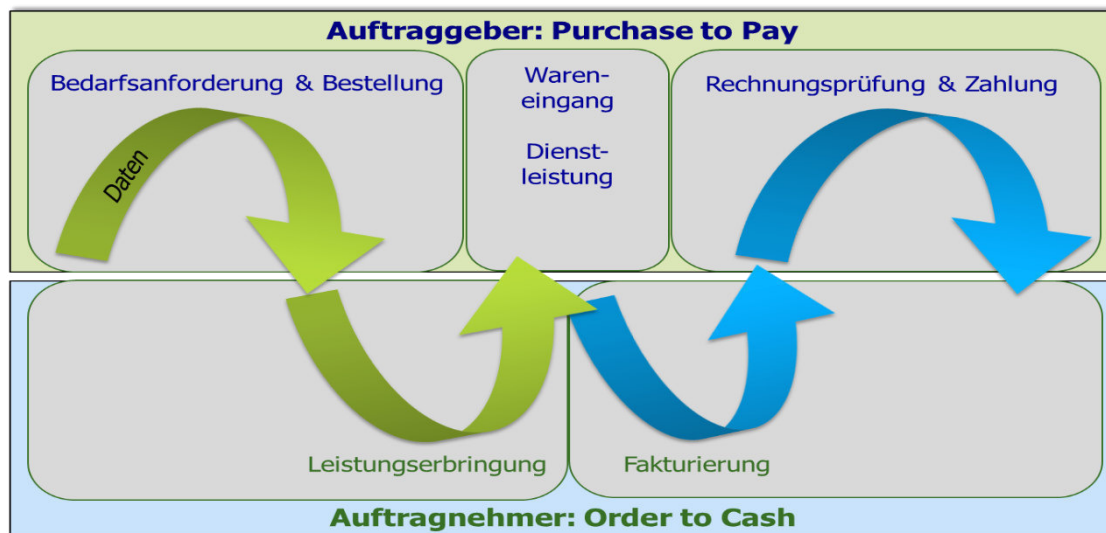 Auftraggeber: Purchase to Pay
Bedarfsanforderung & Bestellung
Waren-
eingang
Dienst-
leistung
Rechnungsprüfung & Zahlung
Daten
Leistungserbringung
Fakturierung
Auftragnehmer: Order to Cash